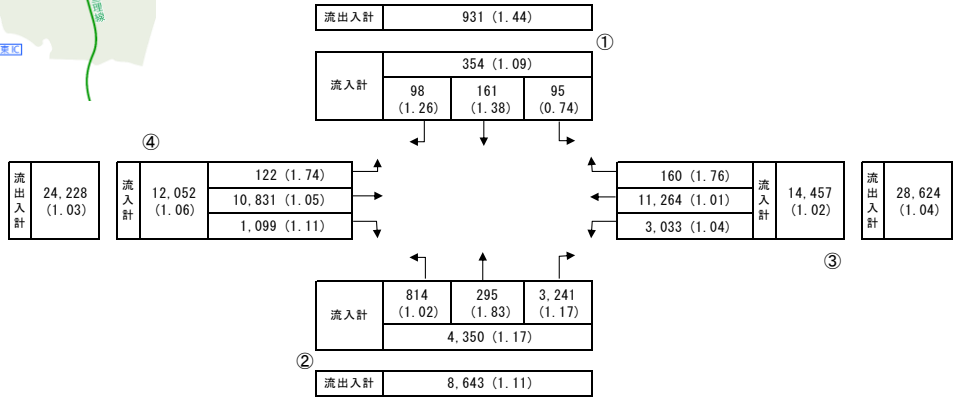 理線
東IC
流出入計 931 (1.44)
①
流入計
354 (1.09)
98 161 95
(1.26) (1.38) (0.74)
④
流出入計
24,228
(1.03)
流入計
12,052
(1.06)
122 (1.74)
10,831 (1.05)
1,099 (1.11)
160 (1.76)
11,264 (1.01)
3,033 (1.04)
流入計
14,457
(1.02)
流出入計
28,624
(1.04)
③
流入計
814 295 3,241
(1.02) (1.83) (1.17)
4,350 (1.17)
②
流出入計 8,643 (1.11)